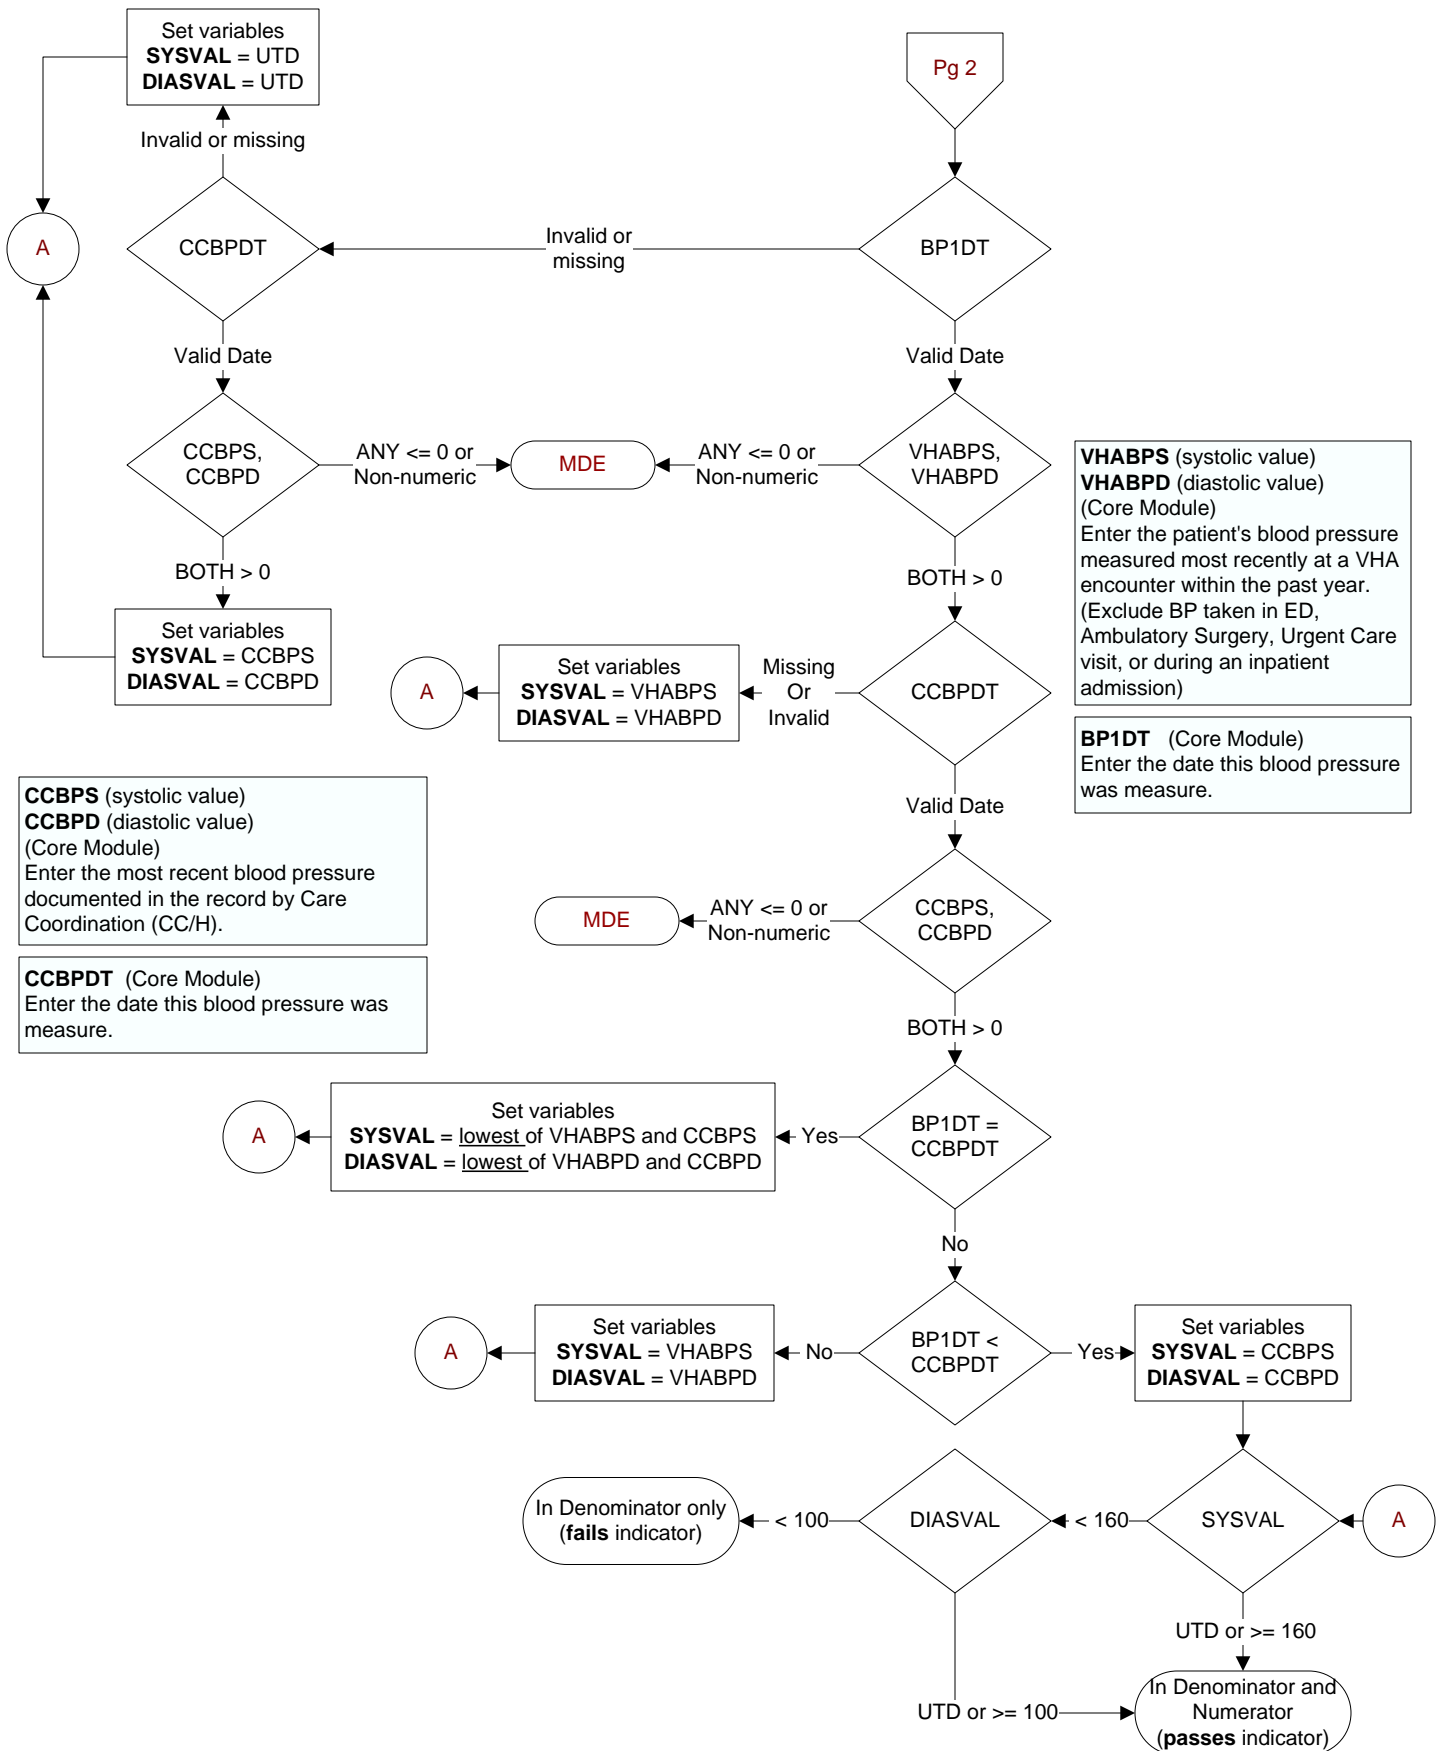 Set variables
SYSVAL = UTD
DIASVAL = UTD
Pg 2
Invalid or missing
A
CCBPDT
Invalid or
missing
BP1DT
Valid Date
Valid Date
CCBPS,
CCBPD
ANY <= 0 or
Non-numeric
MDE
ANY <= 0 or
Non-numeric
VHABPS,
VHABPD
VHABPS (systolic value)
VHABPD (diastolic value)
(Core Module)
Enter the patient's blood pressure
measured most recently at a VHA
encounter within the past year.
(Exclude BP taken in ED,
Ambulatory Surgery, Urgent Care
visit, or during an inpatient
admission)
BOTH > 0
BOTH > 0
Set variables
SYSVAL = CCBPS
DIASVAL = CCBPD
A
Set variables
SYSVAL = VHABPS
DIASVAL = VHABPD
Missing
Or
Invalid
CCBPDT
BP1DT (Core Module)
Enter the date this blood pressure
was measure.
CCBPS (systolic value)
CCBPD (diastolic value)
(Core Module)
Enter the most recent blood pressure
documented in the record by Care
Coordination (CC/H).
Valid Date
MDE
ANY <= 0 or
Non-numeric
CCBPS,
CCBPD
CCBPDT (Core Module)
Enter the date this blood pressure was
measure.
BOTH > 0
A
Set variables
SYSVAL = lowest of VHABPS and CCBPS
DIASVAL = lowest of VHABPD and CCBPD
Yes
BP1DT =
CCBPDT
No
A
Set variables
SYSVAL = VHABPS
DIASVAL = VHABPD
No
BP1DT <
CCBPDT
Yes
Set variables
SYSVAL = CCBPS
DIASVAL = CCBPD
In Denominator only
(fails indicator)
< 100
DIASVAL
< 160
SYSVAL
A
UTD or >= 160
UTD or >= 100
In Denominator and
Numerator
(passes indicator)